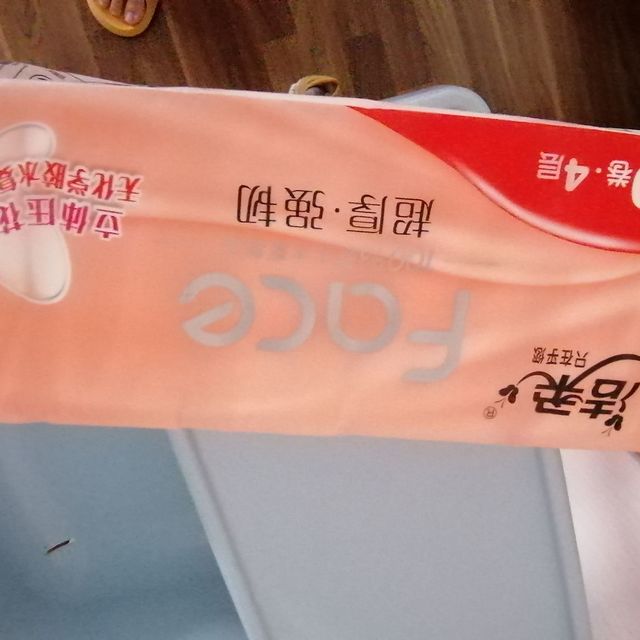 洁柔®
只在乎您
Face
超厚·强韧
卷·4层
立体压花
无化学胶水